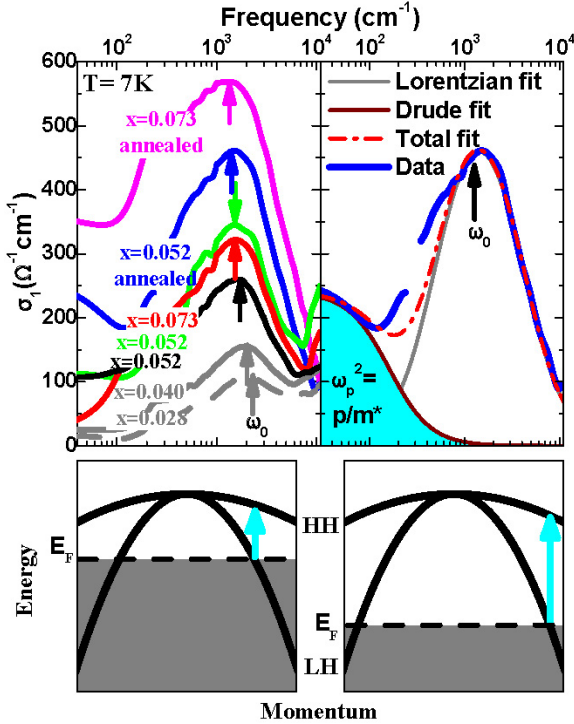 Frequency (cm⁻¹)
10² 10³ 10⁴ 10² 10³ 10⁴
600
500
400
300
200
100
0
σ₁(Ω⁻¹cm⁻¹)
T= 7K
x=0.073
annealed
x=0.052
annealed
x=0.073
x=0.052
x=0.052
x=0.040
x=0.028
ω₀
Lorentzian fit
Drude fit
Total fit
Data
ω₀
ωₚ²=
p/m*
Energy
E_F
HH
E_F
LH
Momentum